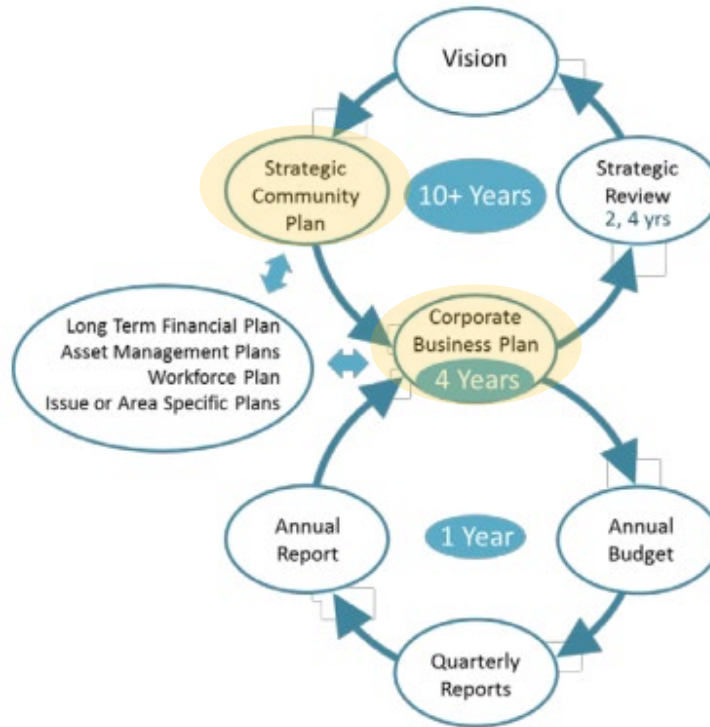 Vision
Strategic
Community
Plan
10+ Years
Strategic
Review
2, 4 yrs
Long Term Financial Plan
Asset Management Plans
Workforce Plan
Issue or Area Specific Plans
Corporate
Business Plan
4 Years
Annual
Report
1 Year
Annual
Budget
Quarterly
Reports